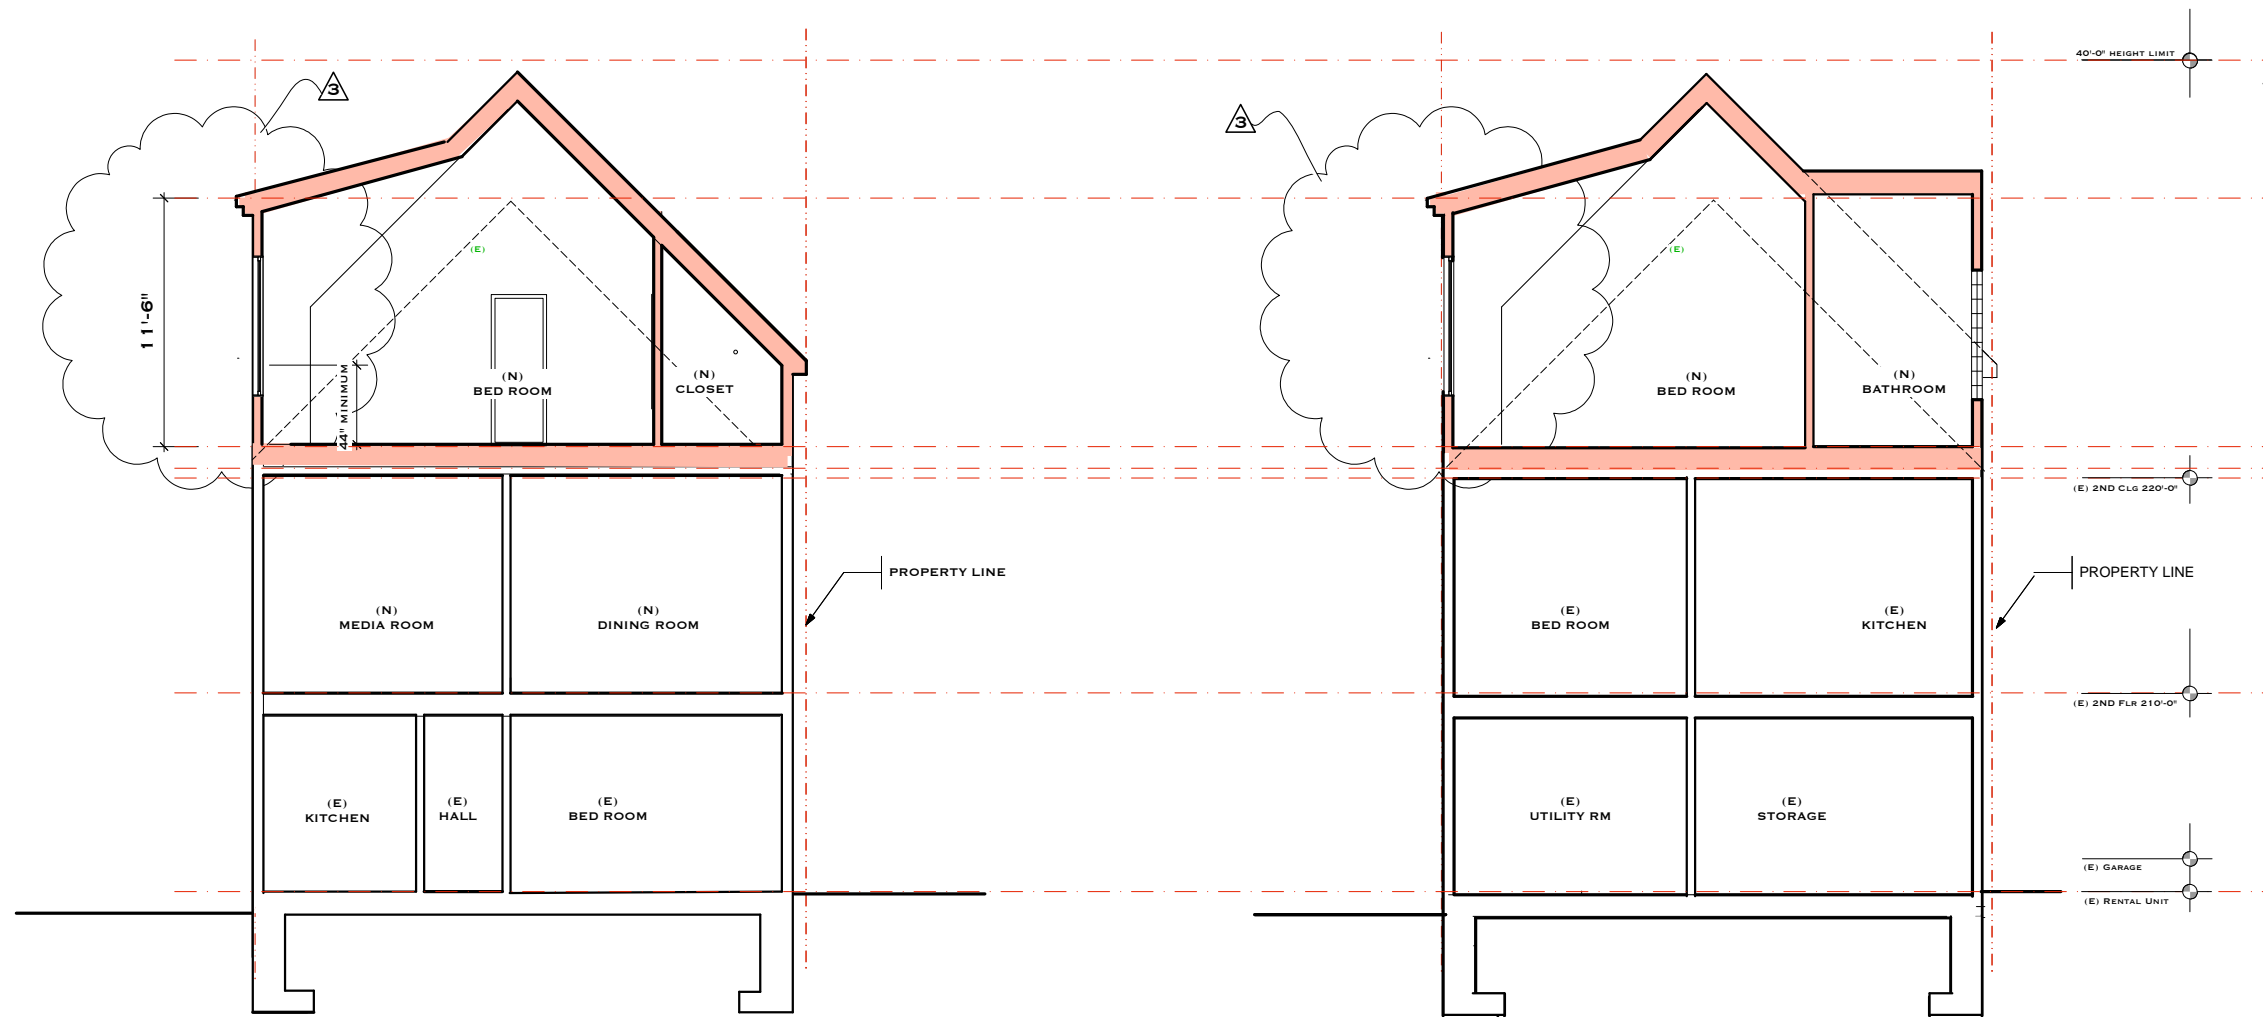 3
3
40'-0" HEIGHT LIMIT
(E)
(E)
11'-6"
44" MINIMUM
(N)
BED ROOM
(N)
CLOSET
(N)
BED ROOM
(N)
BATHROOM
(E) 2ND CLG 220'-0"
PROPERTY LINE
PROPERTY LINE
(N)
MEDIA ROOM
(N)
DINING ROOM
(E)
BED ROOM
(E)
KITCHEN
(E) 2ND FLR 210'-0"
(E)
KITCHEN
(E)
HALL
(E)
BED ROOM
(E)
UTILITY RM
(E)
STORAGE
(E) GARAGE
(E) RENTAL UNIT